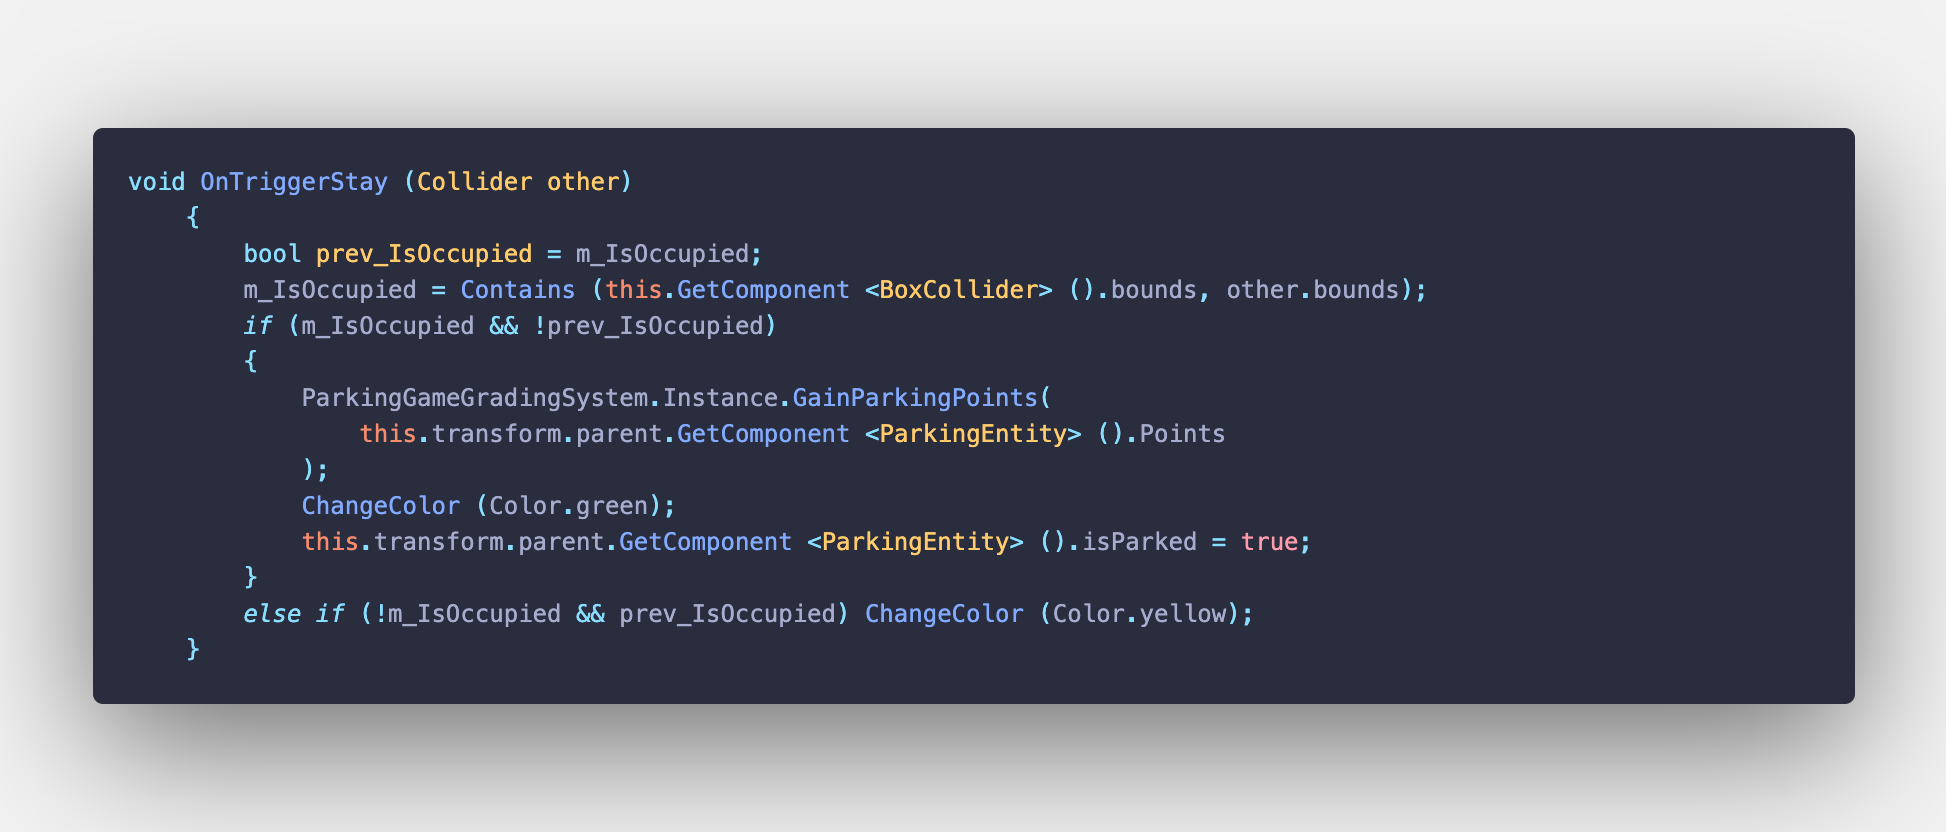 void OnTriggerStay (Collider other)
    {
        bool prev_IsOccupied = m_IsOccupied;
        m_IsOccupied = Contains (this.GetComponent <BoxCollider> ().bounds, other.bounds);
        if (m_IsOccupied && !prev_IsOccupied)
        {
            ParkingGameGradingSystem.Instance.GainParkingPoints(
                this.transform.parent.GetComponent <ParkingEntity> ().Points
            );
            ChangeColor (Color.green);
            this.transform.parent.GetComponent <ParkingEntity> ().isParked = true;
        }
        else if (!m_IsOccupied && prev_IsOccupied) ChangeColor (Color.yellow);
    }